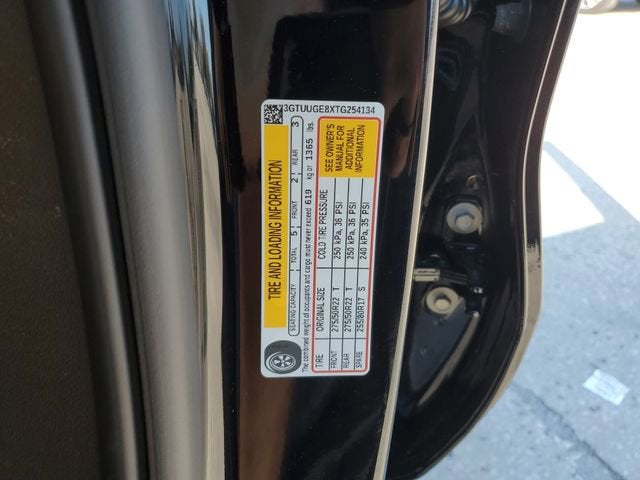 3GTUUGE8XTG254134
TIRE AND LOADING INFORMATION
SEATING CAPACITY TOTAL 5 FRONT 2 REAR 3
The combined weight of occupants and cargo must never exceed 619 kg or 1365 lbs.
TIRE ORIGINAL SIZE COLD TIRE PRESSURE
FRONT 275/50R22 T 250 kPa, 36 PSI
REAR 275/50R22 T 250 kPa, 36 PSI
SPARE 255/80R17 S 240 kPa, 35 PSI
SEE OWNER'S
MANUAL FOR
ADDITIONAL
INFORMATION